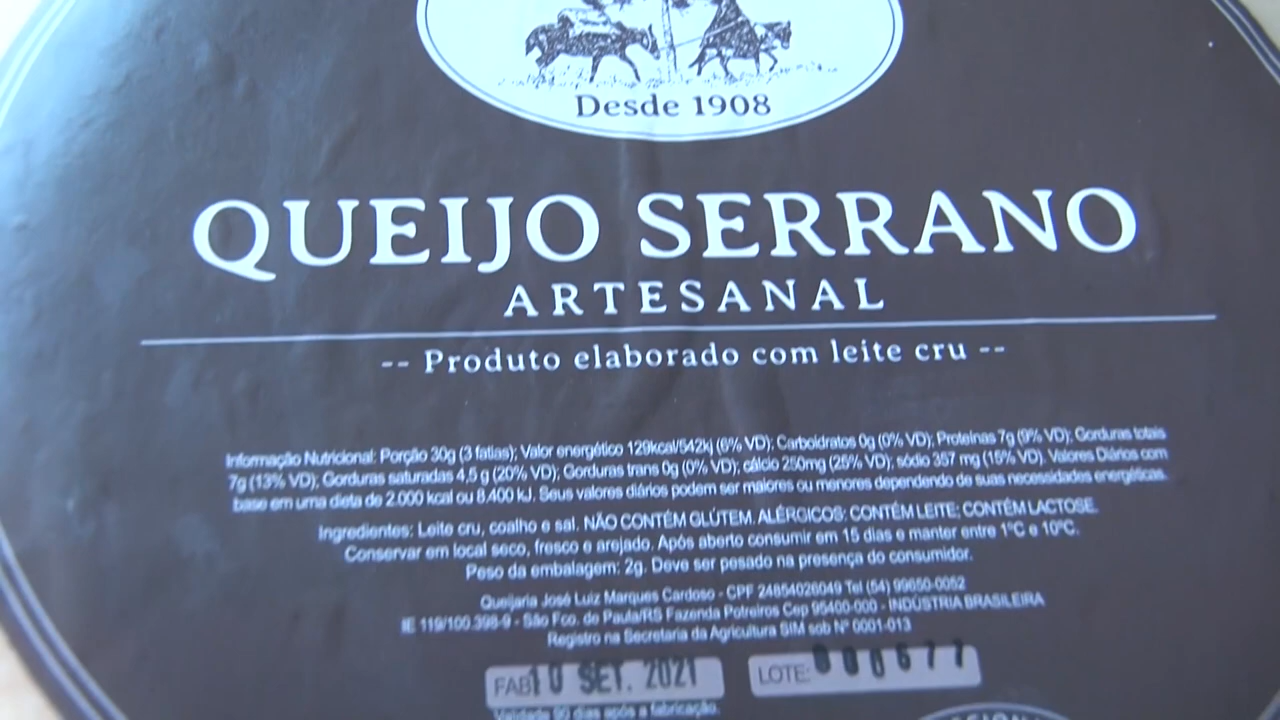 Desde 1908
QUEIJO SERRANO
ARTESANAL
-- Produto elaborado com leite cru --
Informação Nutricional: Porção 30g (3 fatias); Valor energético 129kcal/542kj (6% VD); Carboidratos 0g (0% VD); Proteínas 7g (9% VD); Gorduras totais
7g (13% VD); Gorduras saturadas 4,5 g (20% VD); Gorduras trans 0g (0% VD); cálcio 250mg (25% VD); sódio 357 mg (15% VD). Valores Diários com
base em uma dieta de 2.000 kcal ou 8.400 kJ. Seus valores diários podem ser maiores ou menores dependendo de suas necessidades energéticas.
Ingredientes: Leite cru, coalho e sal. NÃO CONTÉM GLÚTEM. ALÉRGICOS: CONTÉM LEITE; CONTÉM LACTOSE.
Conservar em local seco, fresco e arejado. Após aberto consumir em 15 dias e manter entre 1ºC e 10ºC.
Peso da embalagem: 2g. Deve ser pesado na presença do consumidor.
Queijaria José Luiz Marques Cardoso - CPF 24854026049 Tel (54) 99650-0052
IE 119/100.398-9 - São Fco. de Paula/RS Fazenda Potreiros Cep 95400-000 - INDÚSTRIA BRASILEIRA
Registro na Secretaria da Agricultura SIM sob Nº 0001-013
FAB 10 SET. 2021 LOTE: 000677
Validade 90 dias após a fabricação.